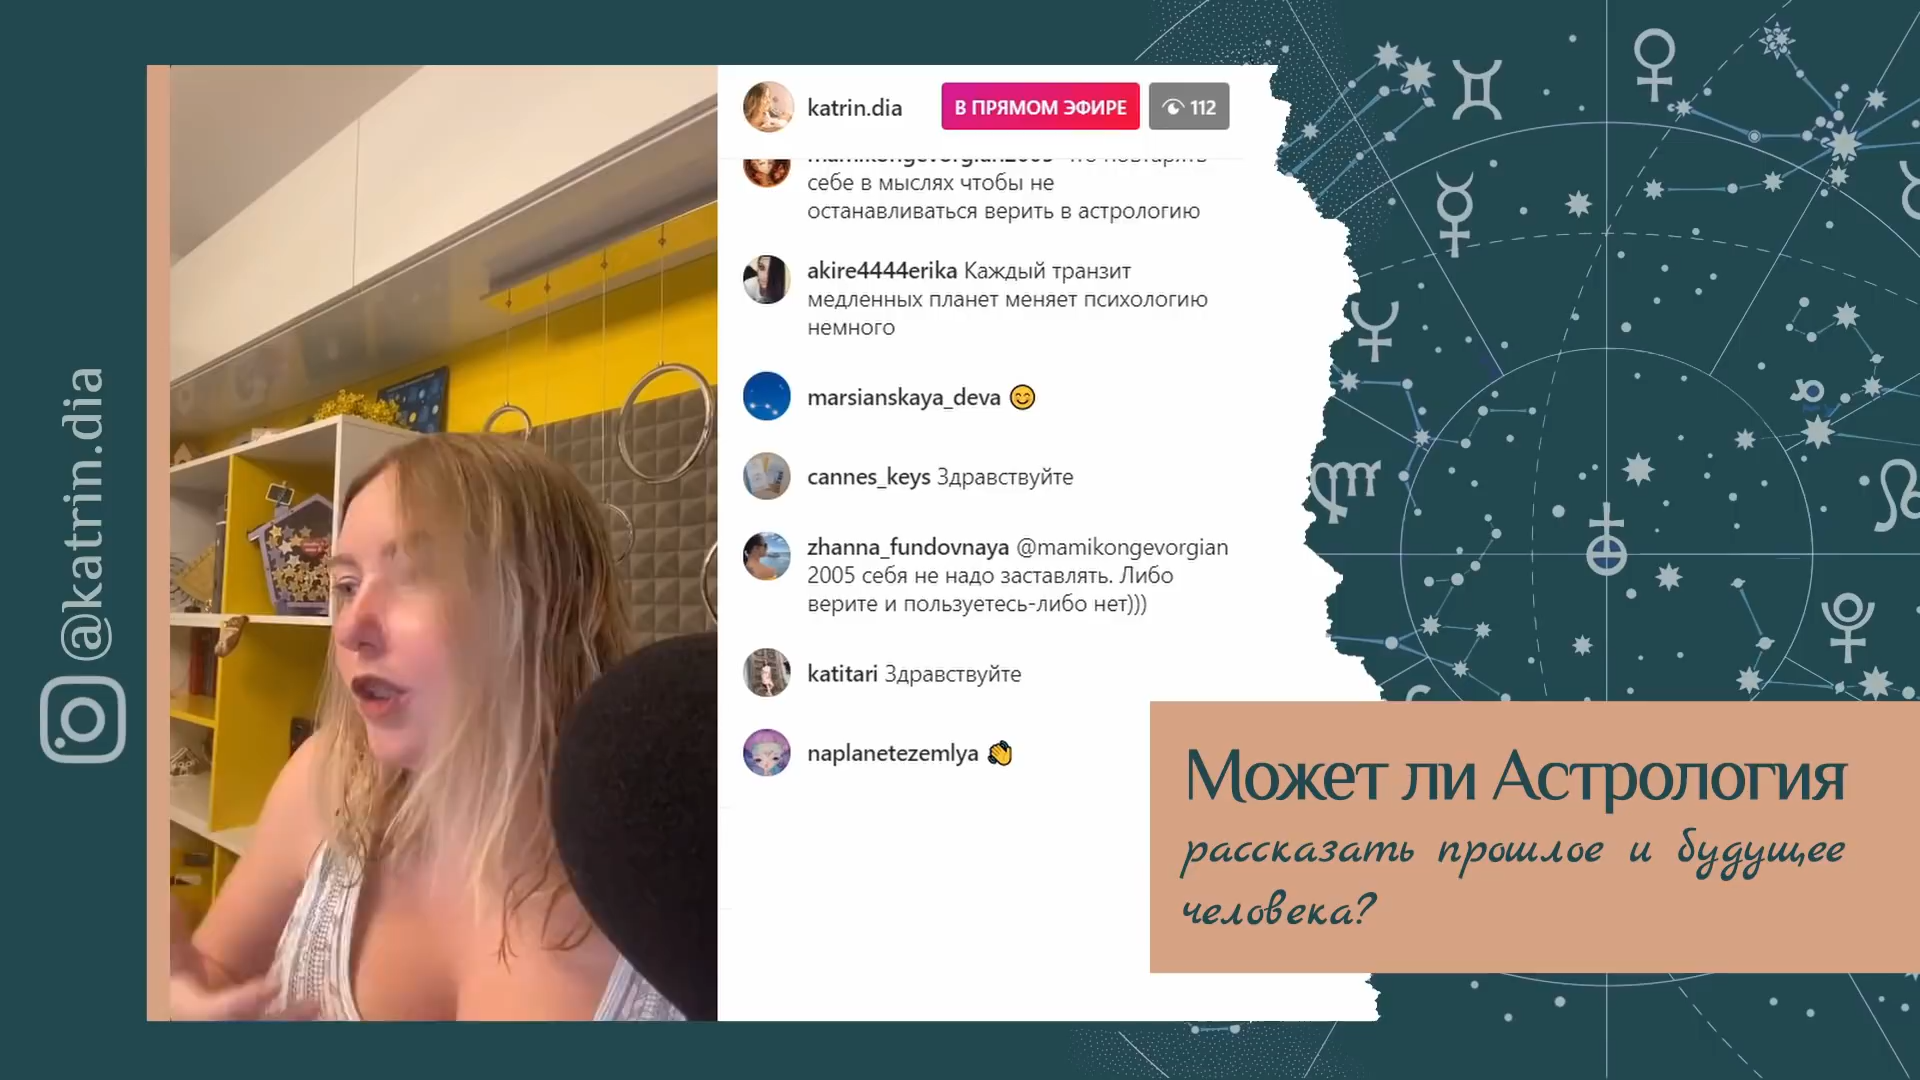 @katrin.dia
katrin.dia
В ПРЯМОМ ЭФИРЕ
112
себе в мыслях чтобы не
останавливаться верить в астрологию
akire4444erika Каждый транзит
медленных планет меняет психологию
немного
marsianskaya_deva 😊
cannes_keys Здравствуйте
zhanna_fundovnaya @mamikongevorgian
2005 себя не надо заставлять. Либо
верите и пользуетесь-либо нет)))
katitari Здравствуйте
naplanetezemlya 👏
Может ли Астрология
рассказать прошлое и будущее
человека?